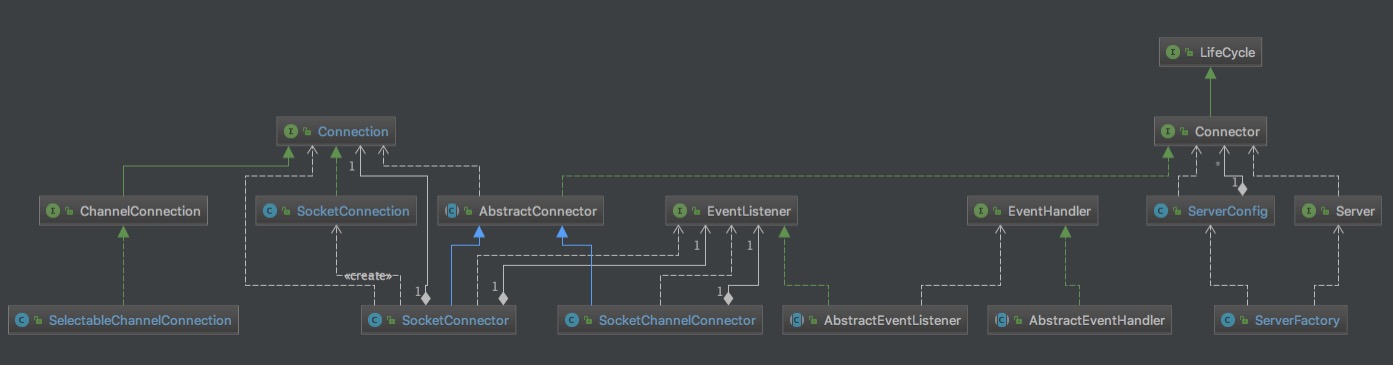 LifeCycle
Connection
Connector
1
*
1
ChannelConnection
SocketConnection
AbstractConnector
EventListener
EventHandler
ServerConfig
Server
1
1
«create»
1
1
1
SelectableChannelConnection
SocketConnector
SocketChannelConnector
AbstractEventListener
AbstractEventHandler
ServerFactory